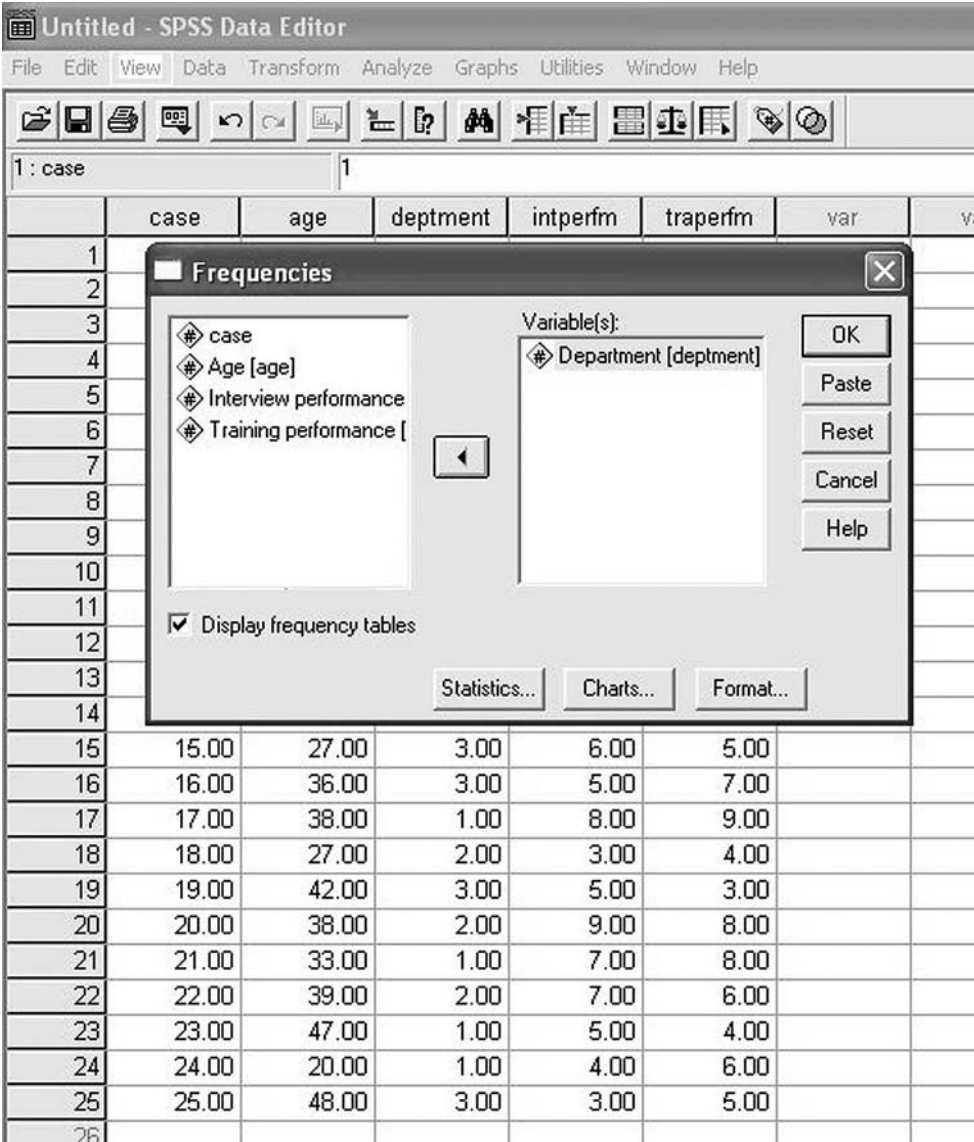 Untitled - SPSS Data Editor
File Edit View Data Transform Analyze Graphs Utilities Window Help
1 : case 1
case age deptment intperfm traperfm var
1
2
3
4
5
6
7
8
9
10
11
12
13
14
Frequencies
case
Age [age]
Interview performance
Training performance [
Variable(s):
Department [deptment]
OK
Paste
Reset
Cancel
Help
Display frequency tables
Statistics... Charts... Format...
15 15.00 27.00 3.00 6.00 5.00
16 16.00 36.00 3.00 5.00 7.00
17 17.00 38.00 1.00 8.00 9.00
18 18.00 27.00 2.00 3.00 4.00
19 19.00 42.00 3.00 5.00 3.00
20 20.00 38.00 2.00 9.00 8.00
21 21.00 33.00 1.00 7.00 8.00
22 22.00 39.00 2.00 7.00 6.00
23 23.00 47.00 1.00 5.00 4.00
24 24.00 20.00 1.00 4.00 6.00
25 25.00 48.00 3.00 3.00 5.00
26